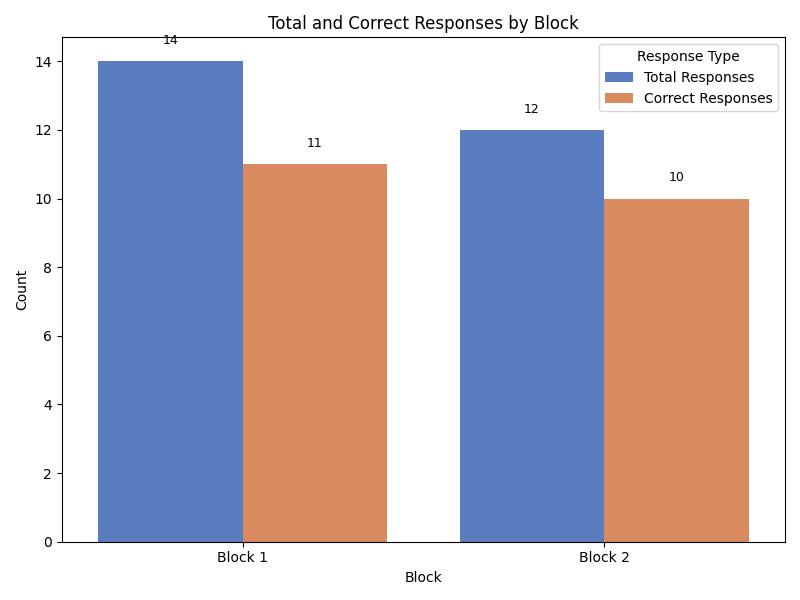 Total and Correct Responses by Block
14
11
12
10
Response Type
Total Responses
Correct Responses
Count
14
12
10
8
6
4
2
0
Block 1
Block 2
Block